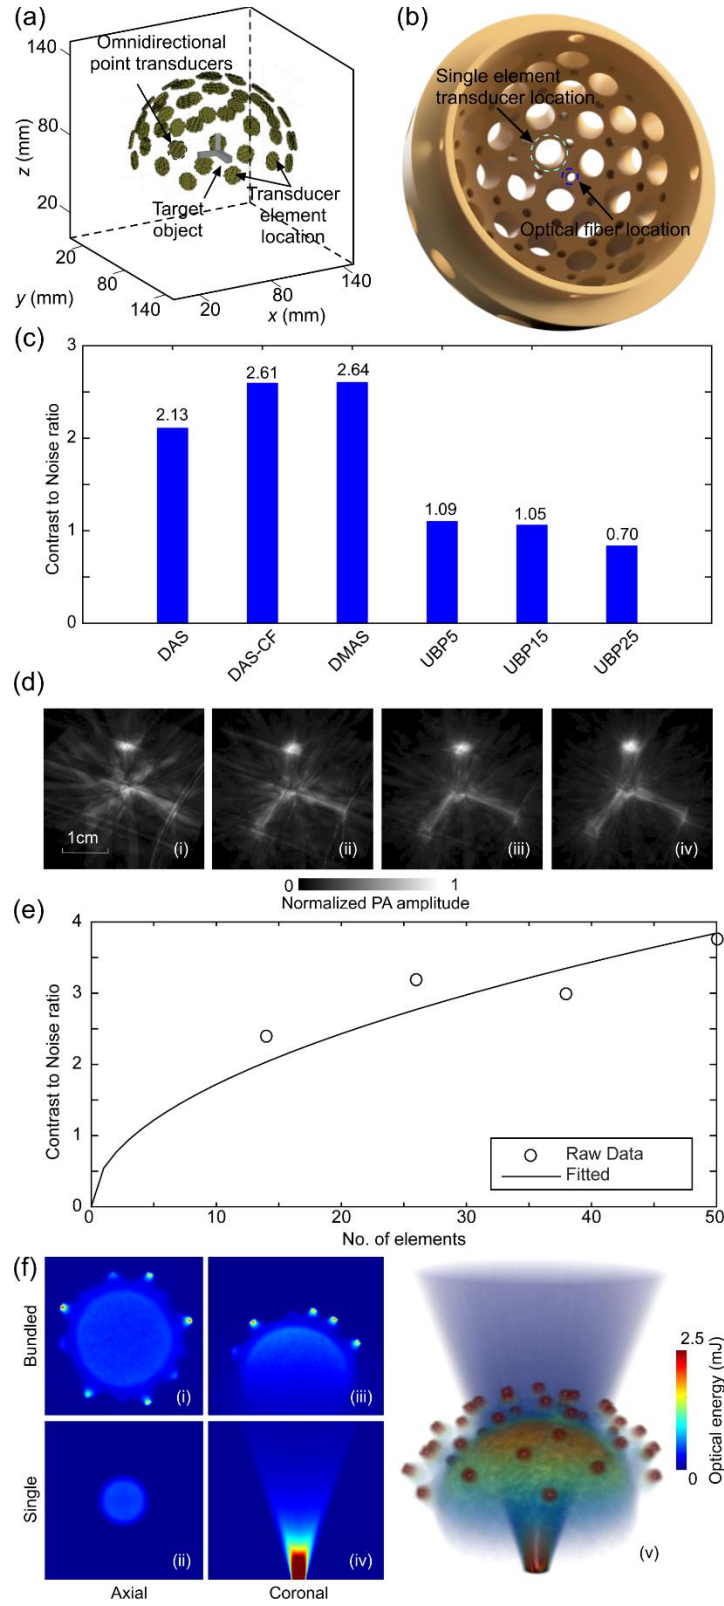 (a)
140
Omnidirectional
point transducers
80
z (mm)
20
Target
object
Transducer
element
location
20
80
140
y (mm)
20
80
140
x (mm)
(b)
Single element
transducer location
Optical fiber location
(c)
Contrast to Noise ratio
3
2
1
0
2.13
2.61
2.64
1.09
1.05
0.70
DAS
DAS-CF
DMAS
UBP5
UBP15
UBP25
(d)
1cm
(i)
(ii)
(iii)
(iv)
0
1
Normalized PA amplitude
(e)
Contrast to Noise ratio
4
3
2
1
0
Raw Data
Fitted
0
10
20
30
40
50
No. of elements
(f)
Bundled
(i)
(iii)
Single
(ii)
(iv)
Axial
Coronal
2.5
Optical energy (mJ)
0
(v)